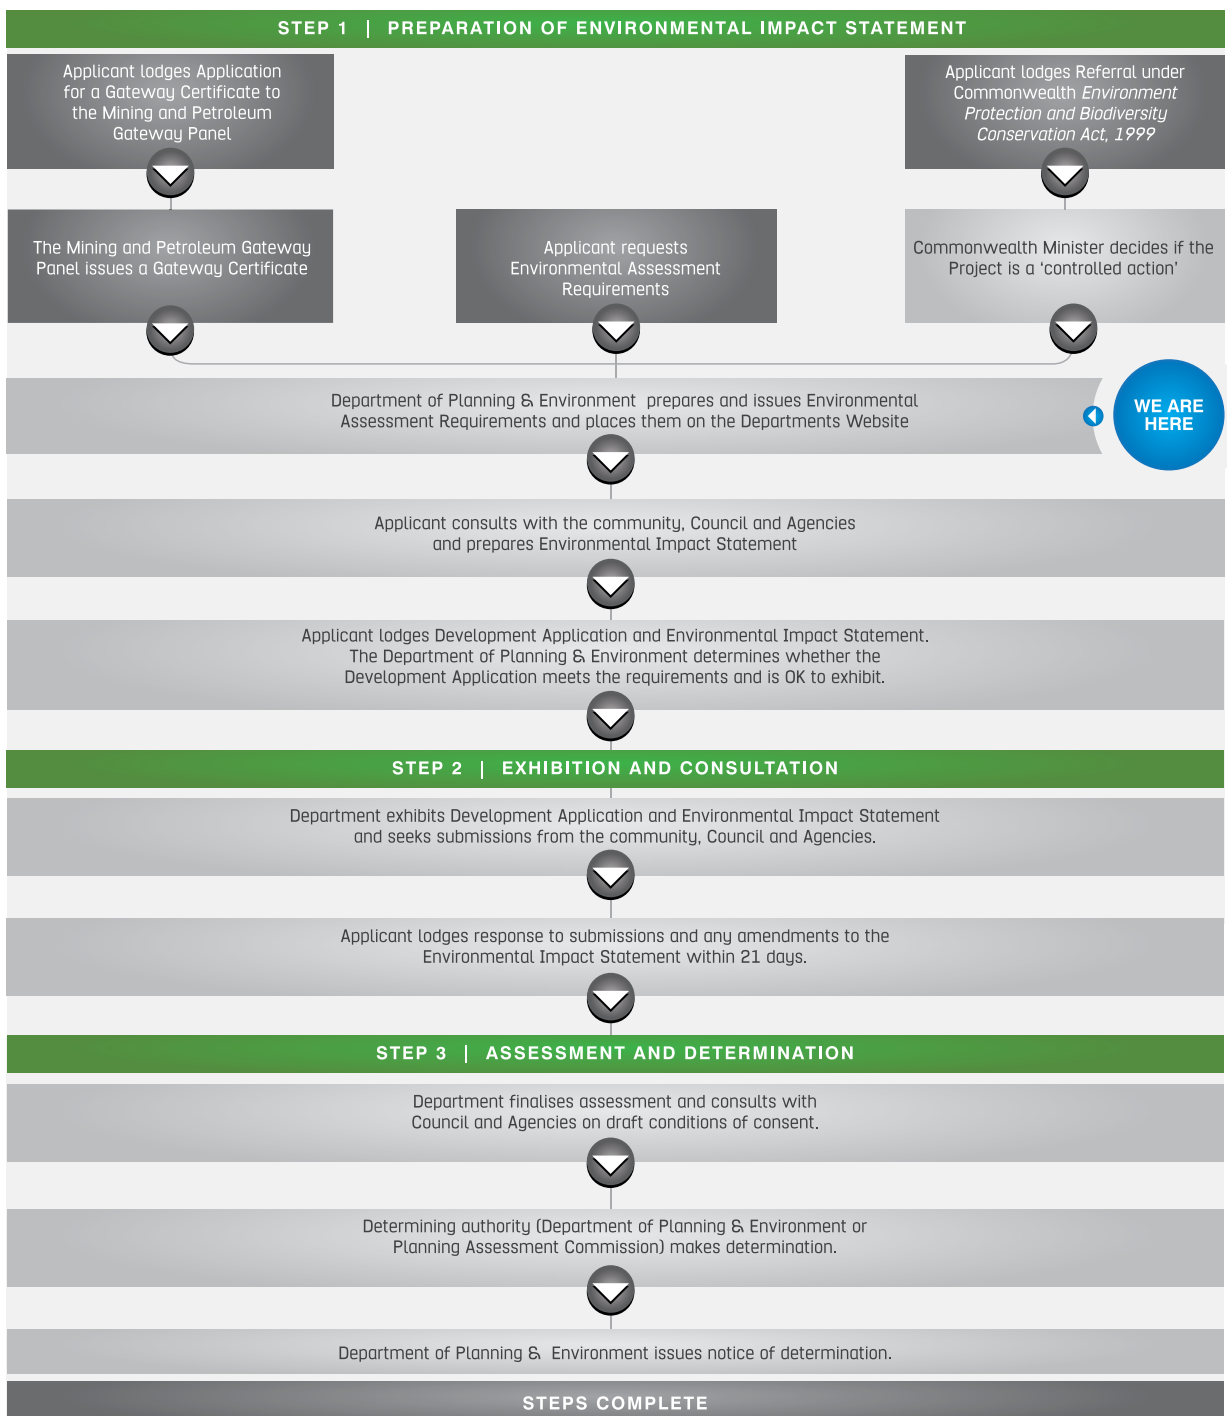 STEP 1 | PREPARATION OF ENVIRONMENTAL IMPACT STATEMENT
Applicant lodges Application
for a Gateway Certificate to
the Mining and Petroleum
Gateway Panel
Applicant lodges Referral under
Commonwealth Environment
Protection and Biodiversity
Conservation Act, 1999
The Mining and Petroleum Gateway
Panel issues a Gateway Certificate
Applicant requests
Environmental Assessment
Requirements
Commonwealth Minister decides if the
Project is a ‘controlled action’
Department of Planning & Environment prepares and issues Environmental
Assessment Requirements and places them on the Departments Website
WE ARE
HERE
Applicant consults with the community, Council and Agencies
and prepares Environmental Impact Statement
Applicant lodges Development Application and Environmental Impact Statement.
The Department of Planning & Environment determines whether the
Development Application meets the requirements and is OK to exhibit.
STEP 2 | EXHIBITION AND CONSULTATION
Department exhibits Development Application and Environmental Impact Statement
and seeks submissions from the community, Council and Agencies.
Applicant lodges response to submissions and any amendments to the
Environmental Impact Statement within 21 days.
STEP 3 | ASSESSMENT AND DETERMINATION
Department finalises assessment and consults with
Council and Agencies on draft conditions of consent.
Determining authority (Department of Planning & Environment or
Planning Assessment Commission) makes determination.
Department of Planning & Environment issues notice of determination.
STEPS COMPLETE